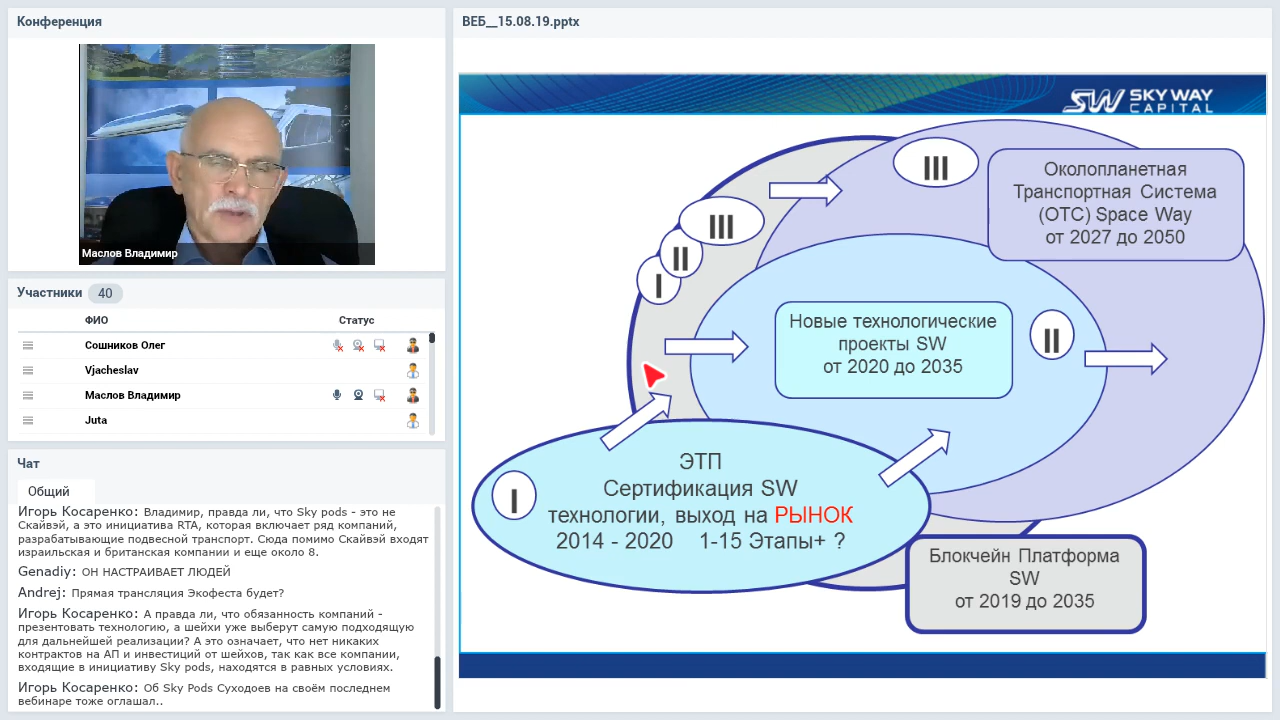 Конференция
Маслов Владимир
Участники 40
ФИО Статус
Сошников Олег
Vjacheslav
Маслов Владимир
Juta
Чат
Общий
Игорь Косаренко: Владимир, правда ли, что Sky pods - это не
Скайвэй, а это инициатива RTA, которая включает ряд компаний,
разрабатывающие подвесной транспорт. Сюда помимо Скайвэй входят
израильская и британская компании и еще около 8.
Genadiy: ОН НАСТРАИВАЕТ ЛЮДЕЙ
Andrej: Прямая трансляция Экофеста будет?
Игорь Косаренко: А правда ли, что обязанность компаний -
презентовать технологию, а шейхи уже выберут самую подходящую
для дальнейшей реализации? А это означает, что нет никаких
контрактов на АП и инвестиций от шейхов, так как все компании,
входящие в инициативу Sky pods, находятся в равных условиях.
Игорь Косаренко: Об Sky Pods Суходоев на своём последнем
вебинаре тоже оглашал..
ВЕБ__15.08.19.pptx
SW SKY WAY
CAPITAL
III
Околопланетная
Транспортная Система
(ОТС) Space Way
от 2027 до 2050
III
II
I
Новые технологические
проекты SW
от 2020 до 2035
II
I
ЭТП
Сертификация SW
технологии, выход на РЫНОК
2014 - 2020 1-15 Этапы+ ?
Блокчейн Платформа
SW
от 2019 до 2035